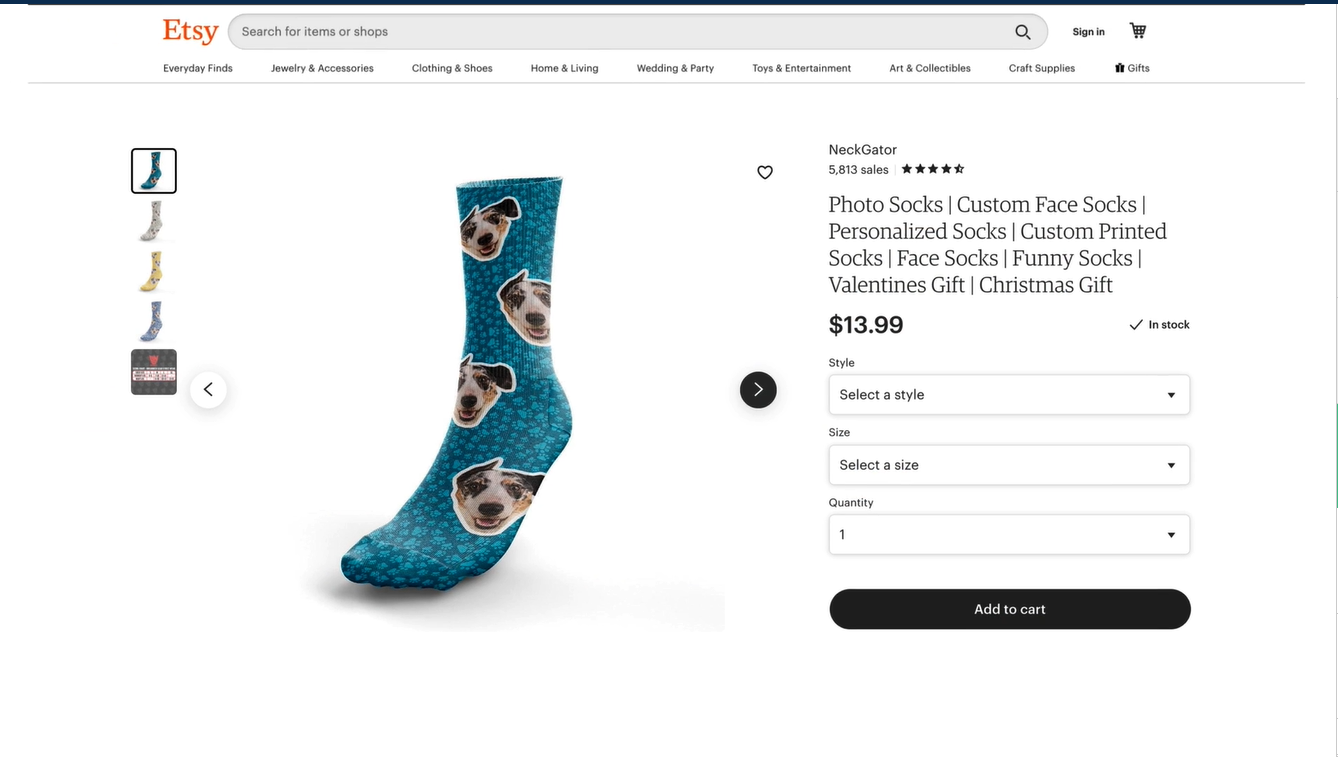 Etsy
Search for items or shops
Sign in
Everyday Finds
Jewelry & Accessories
Clothing & Shoes
Home & Living
Wedding & Party
Toys & Entertainment
Art & Collectibles
Craft Supplies
Gifts
NeckGator
5,813 sales
Photo Socks | Custom Face Socks |
Personalized Socks | Custom Printed
Socks | Face Socks | Funny Socks |
Valentines Gift | Christmas Gift
$13.99
In stock
Style
Select a style
Size
Select a size
Quantity
1
Add to cart